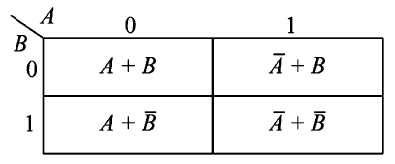 A
B 0 1
0 A + B A̅ + B
1 A + B̅ A̅ + B̅